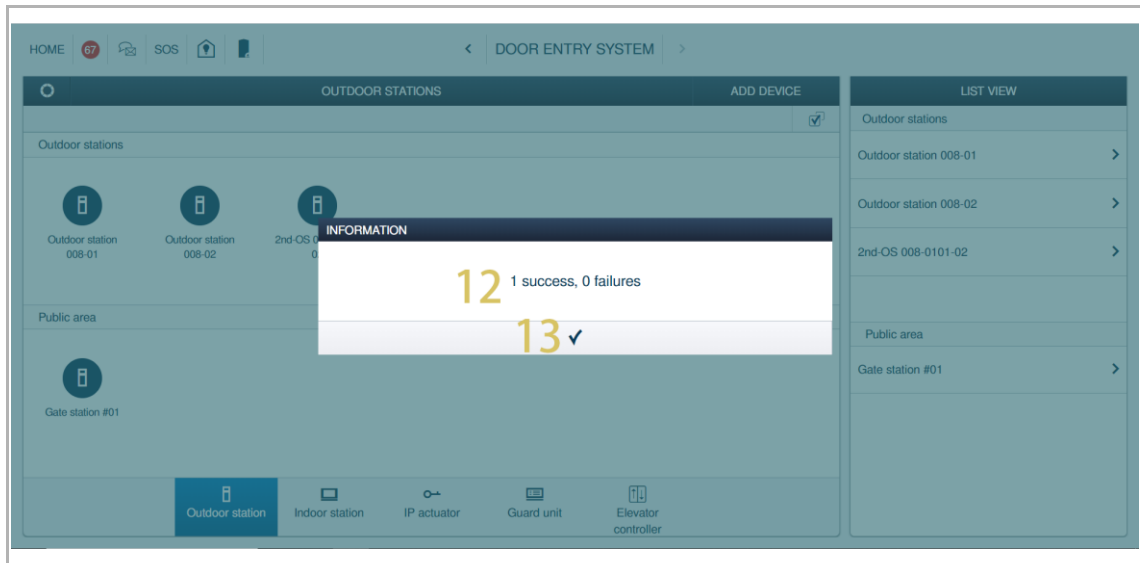 HOME 67 SOS < DOOR ENTRY SYSTEM >
OUTDOOR STATIONS ADD DEVICE
LIST VIEW
Outdoor stations
Outdoor stations
Outdoor station 008-01
Outdoor station 008-02
2nd-OS 008-0101-02
Public area
Gate station #01
Outdoor station
008-01
Outdoor station
008-02
2nd-OS 0
0
INFORMATION
12 1 success, 0 failures
13 ✓
Public area
Gate station #01
Outdoor station
Indoor station
IP actuator
Guard unit
Elevator
controller